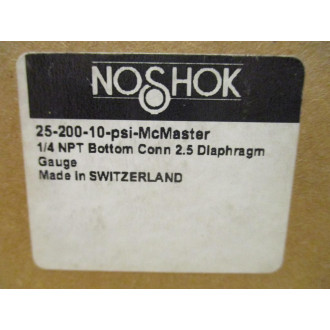 NOSHOK
25-200-10-psi-McMaster
1/4 NPT Bottom Conn 2.5 Diaphragm
Gauge
Made in SWITZERLAND